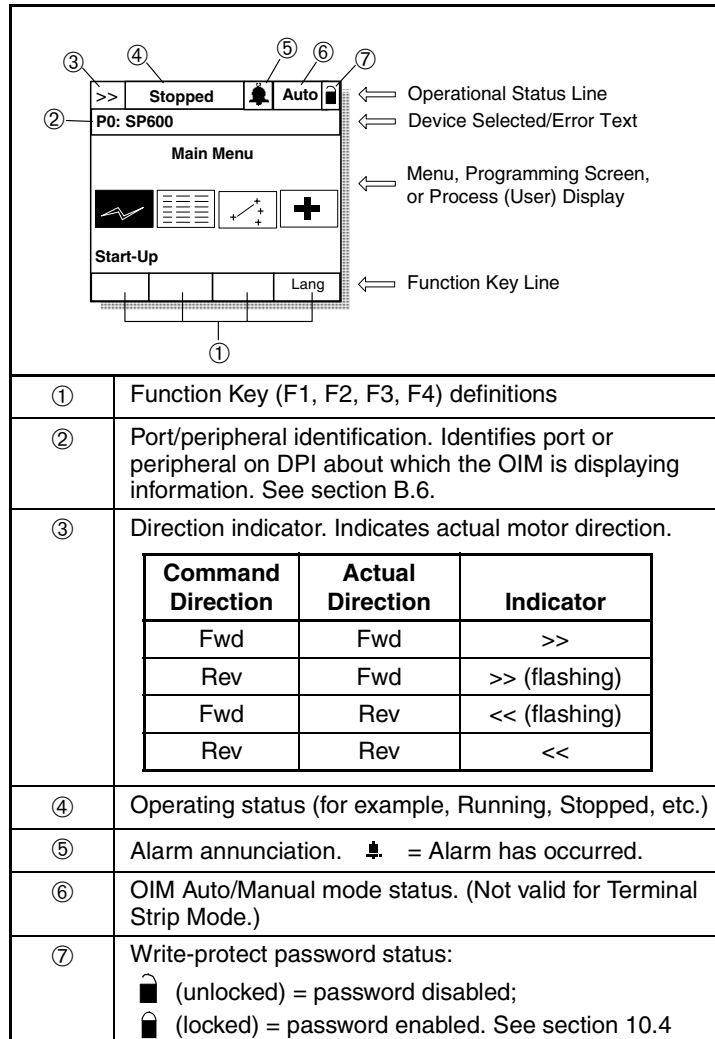 ③ ④ ⑤ ⑥ ⑦
>> Stopped Auto
Operational Status Line
② P0: SP600
Device Selected/Error Text
Main Menu
Menu, Programming Screen,
or Process (User) Display
Start-Up
Lang
Function Key Line
①
① Function Key (F1, F2, F3, F4) definitions
② Port/peripheral identification. Identifies port or
peripheral on DPI about which the OIM is displaying
information. See section B.6.
③ Direction indicator. Indicates actual motor direction.
Command Direction Actual Direction Indicator
Fwd Fwd >>
Rev Fwd >> (flashing)
Fwd Rev << (flashing)
Rev Rev <<
④ Operating status (for example, Running, Stopped, etc.)
⑤ Alarm annunciation. = Alarm has occurred.
⑥ OIM Auto/Manual mode status. (Not valid for Terminal
Strip Mode.)
⑦ Write-protect password status:
(unlocked) = password disabled;
(locked) = password enabled. See section 10.4